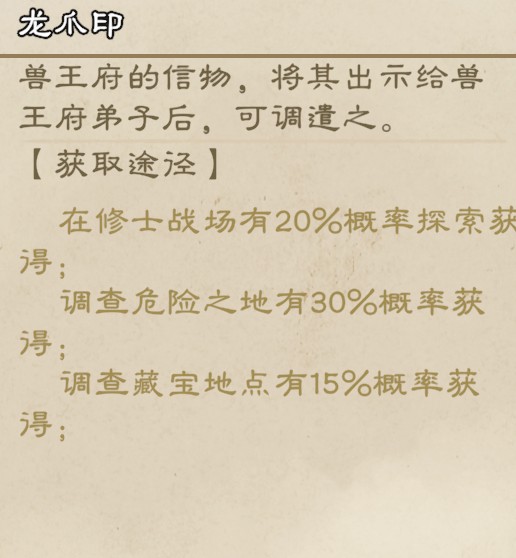 龙爪印
兽王府的信物，将其出示给兽
王府弟子后，可调遣之。
【获取途径】
在修士战场有20%概率探索获
得；
调查危险之地有30%概率获
得；
调查藏宝地点有15%概率获
得；